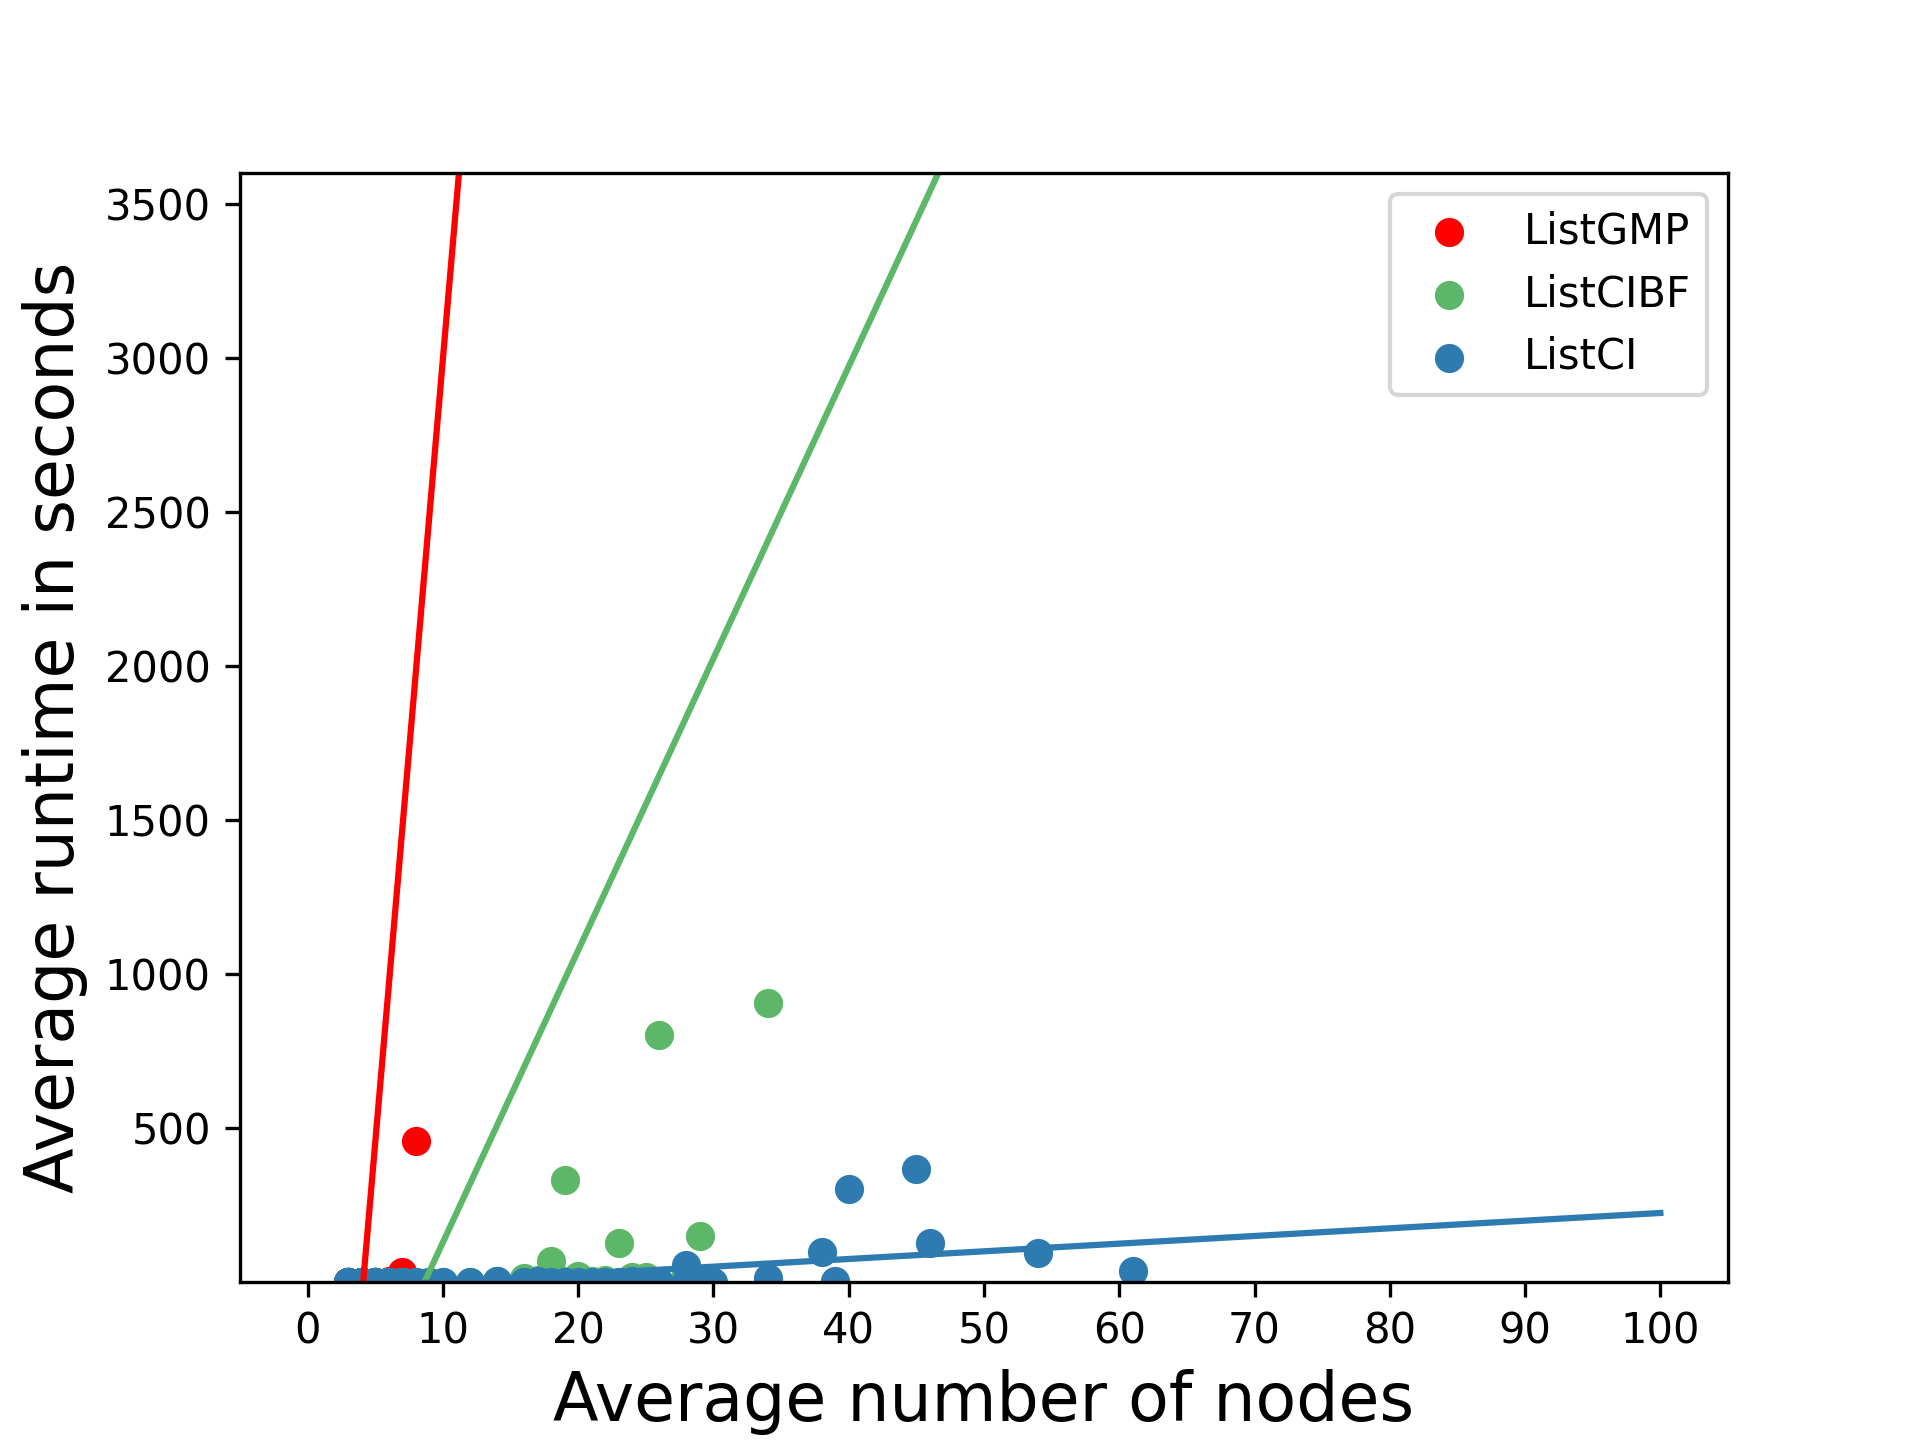 ListGMP
ListCIBF
ListCI
Average runtime in seconds
3500
3000
2500
2000
1500
1000
500
0 10 20 30 40 50 60 70 80 90 100
Average number of nodes